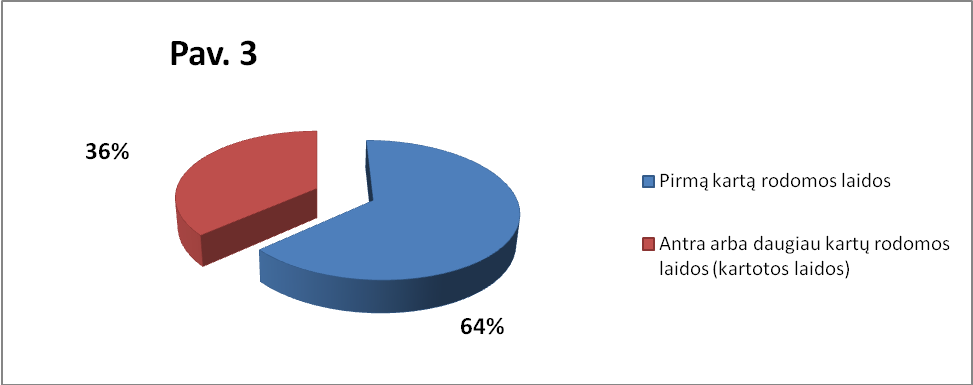 Pav. 3
36%
64%
Pirmą kartą rodomos laidos
Antra arba daugiau kartų rodomos
laidos (kartotos laidos)